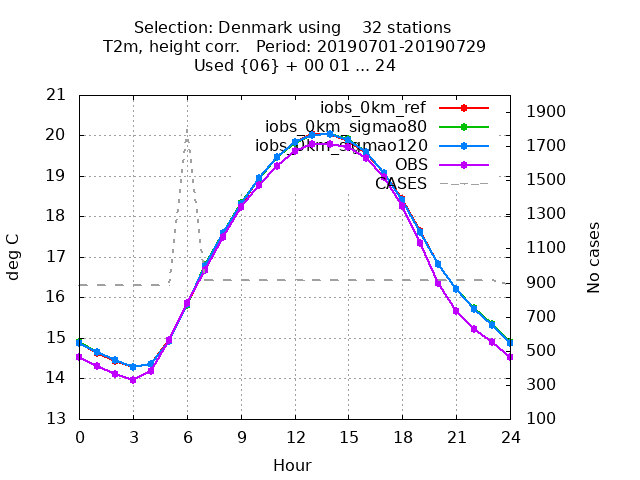 Selection: Denmark using    32 stations
T2m, height corr.   Period: 20190701-20190729
Used {06} + 00 01 ... 24
21
20
19
18
17
16
15
14
13
deg C
iobs_0km_ref
iobs_0km_sigmao80
iobs_0km_sigmao120
OBS
CASES
1900
1700
1500
1300
1100
900
700
500
300
100
No cases
0 3 6 9 12 15 18 21 24
Hour